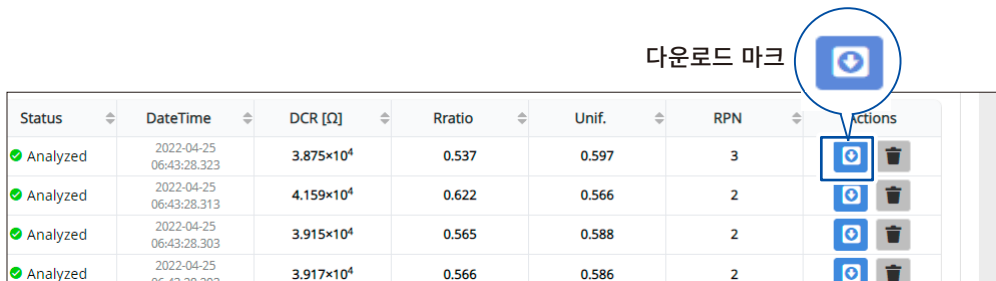 다운로드 마크
Status DateTime DCR [Ω] Rratio Unif. RPN Actions
Analyzed 2022-04-25 06:43:28.323 3.875×10⁴ 0.537 0.597 3
Analyzed 2022-04-25 06:43:28.313 4.159×10⁴ 0.622 0.566 2
Analyzed 2022-04-25 06:43:28.303 3.915×10⁴ 0.565 0.588 2
Analyzed 2022-04-25 3.917×10⁴ 0.566 0.586 2